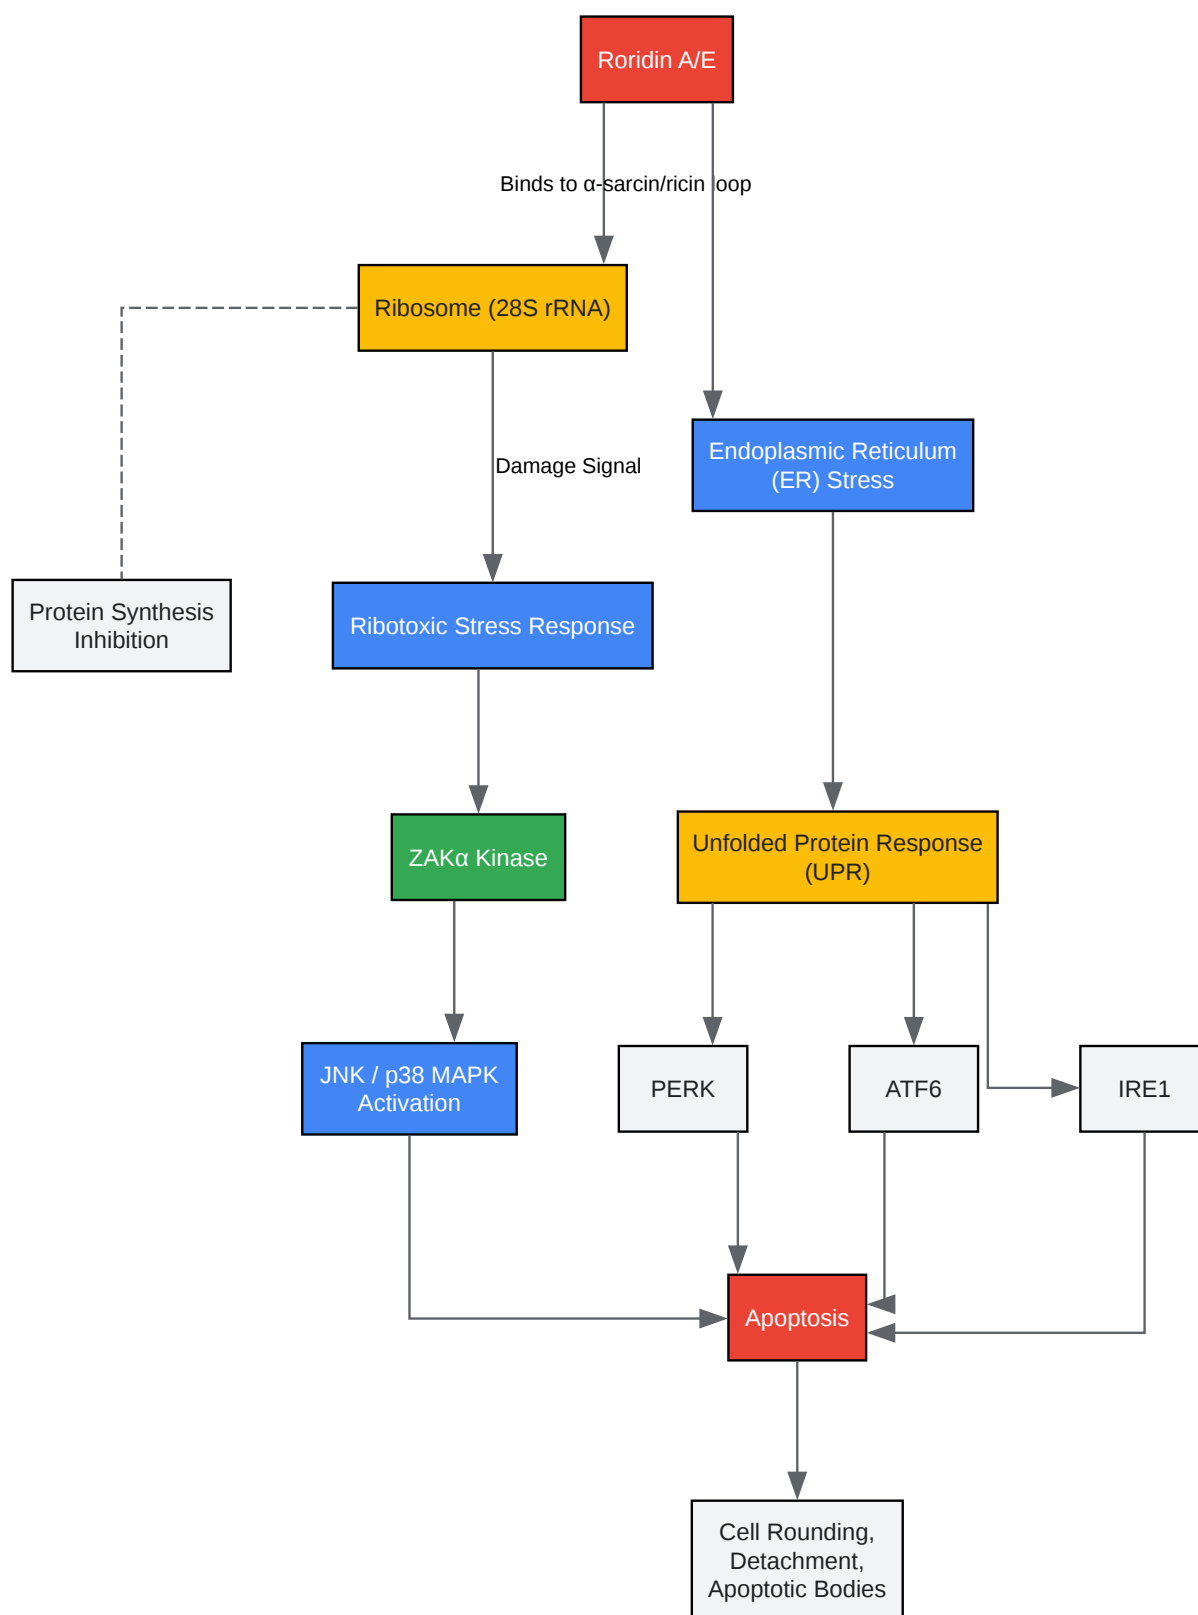 Roridin A/E
Binds to α-sarcin/ricin loop
Ribosome (28S rRNA)
Endoplasmic Reticulum
(ER) Stress
Damage Signal
Protein Synthesis
Inhibition
Ribotoxic Stress Response
ZAKα Kinase
Unfolded Protein Response
(UPR)
JNK / p38 MAPK
Activation
PERK
ATF6
IRE1
Apoptosis
Cell Rounding,
Detachment,
Apoptotic Bodies